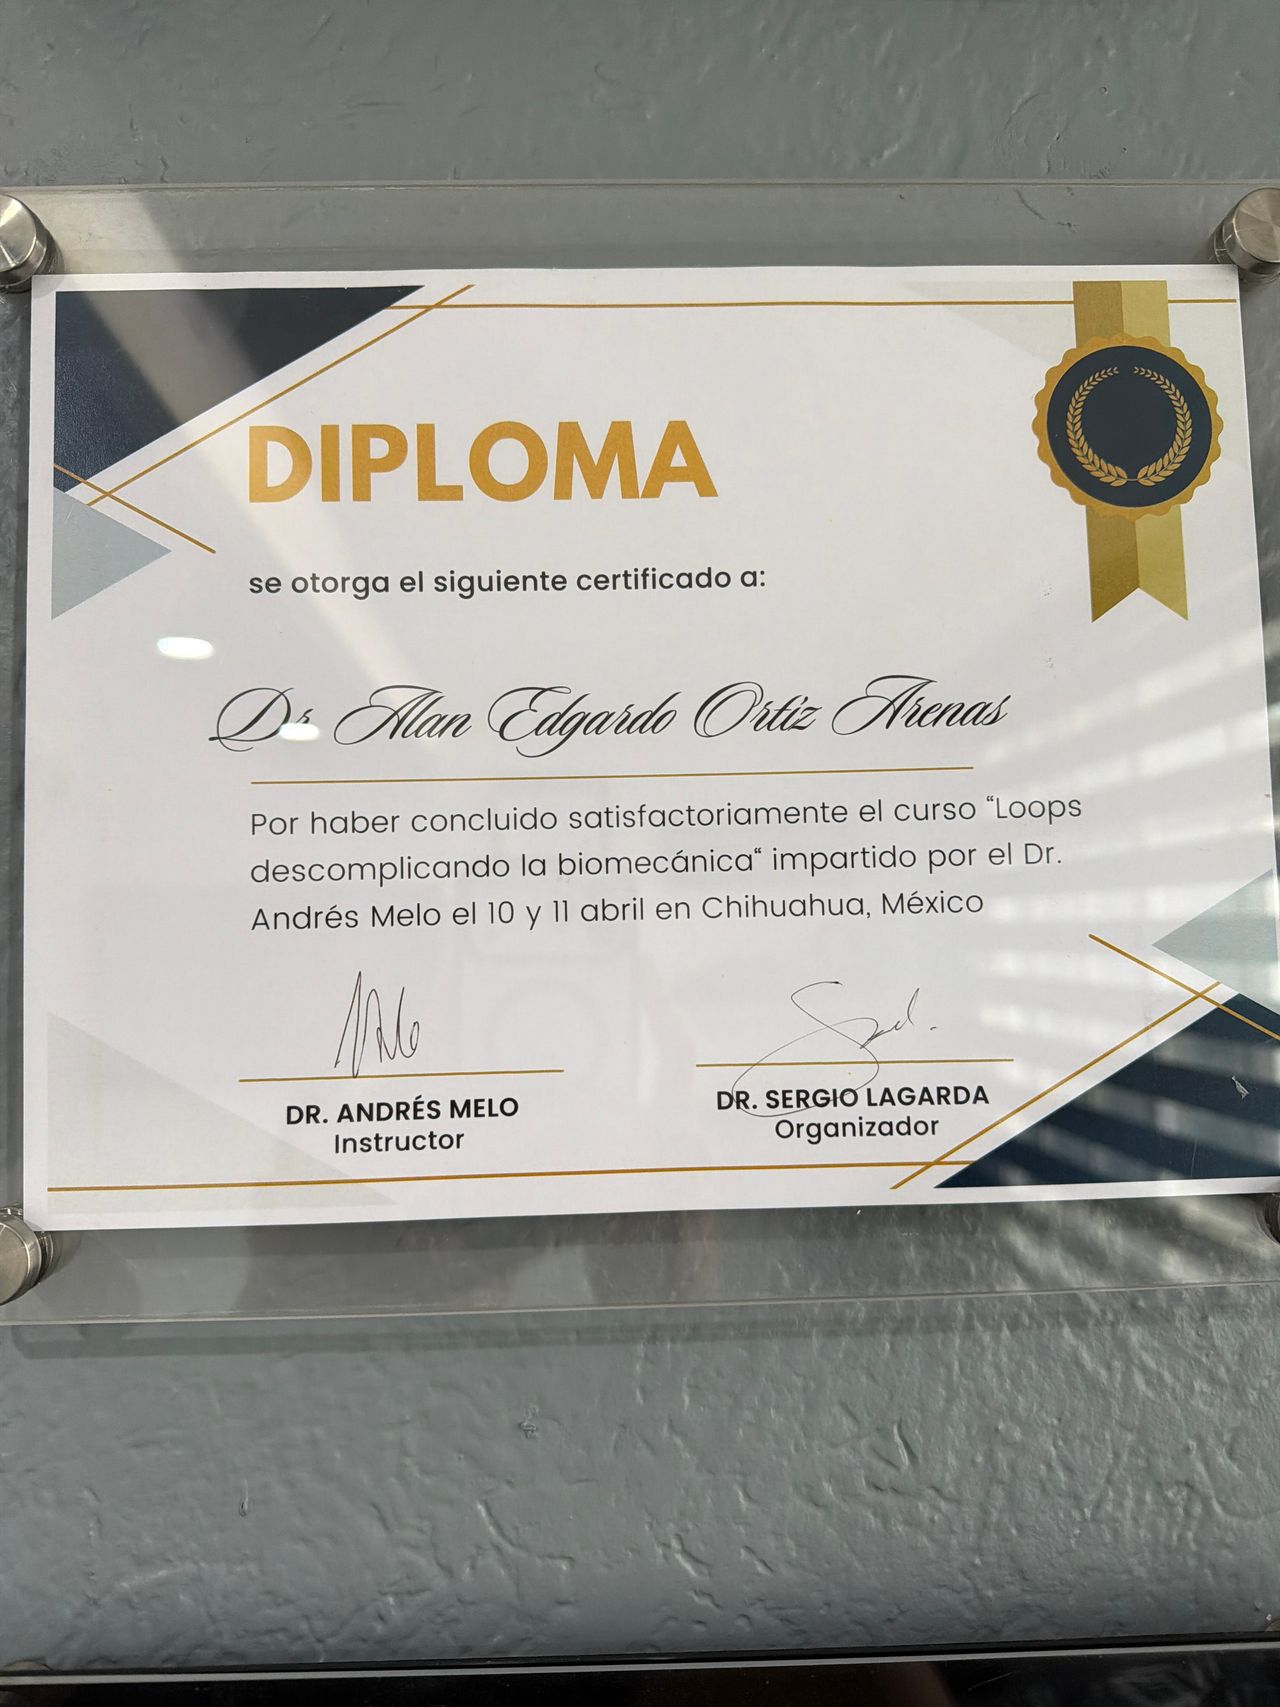 DIPLOMA
se otorga el siguiente certificado a:
Dr Alan Edgardo Ortiz Arenas
Por haber concluido satisfactoriamente el curso “Loops
descomplicando la biomecánica“ impartido por el Dr.
Andrés Melo el 10 y 11 abril en Chihuahua, México
DR. ANDRÉS MELO
Instructor
DR. SERGIO LAGARDA
Organizador